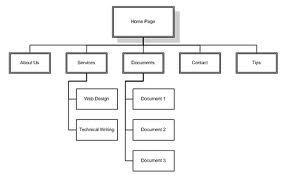 Home Page
About Us
Services
Documents
Contact
Tips
Web Design
Document 1
Technical Writing
Document 2
Document 3